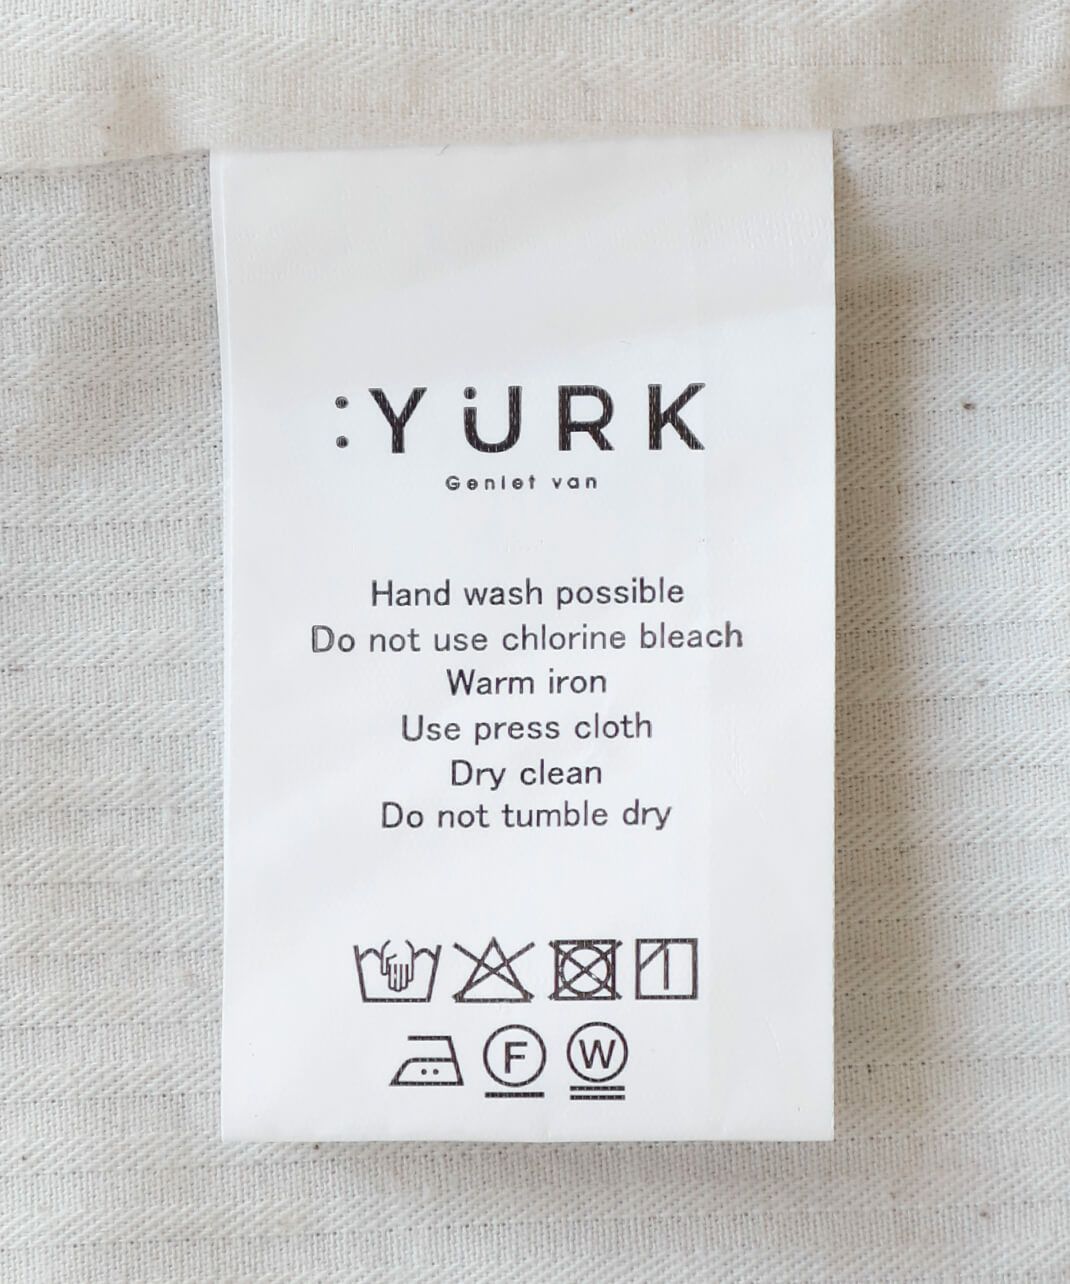 :YURK
Geniet van
Hand wash possible
Do not use chlorine bleach
Warm iron
Use press cloth
Dry clean
Do not tumble dry
F W